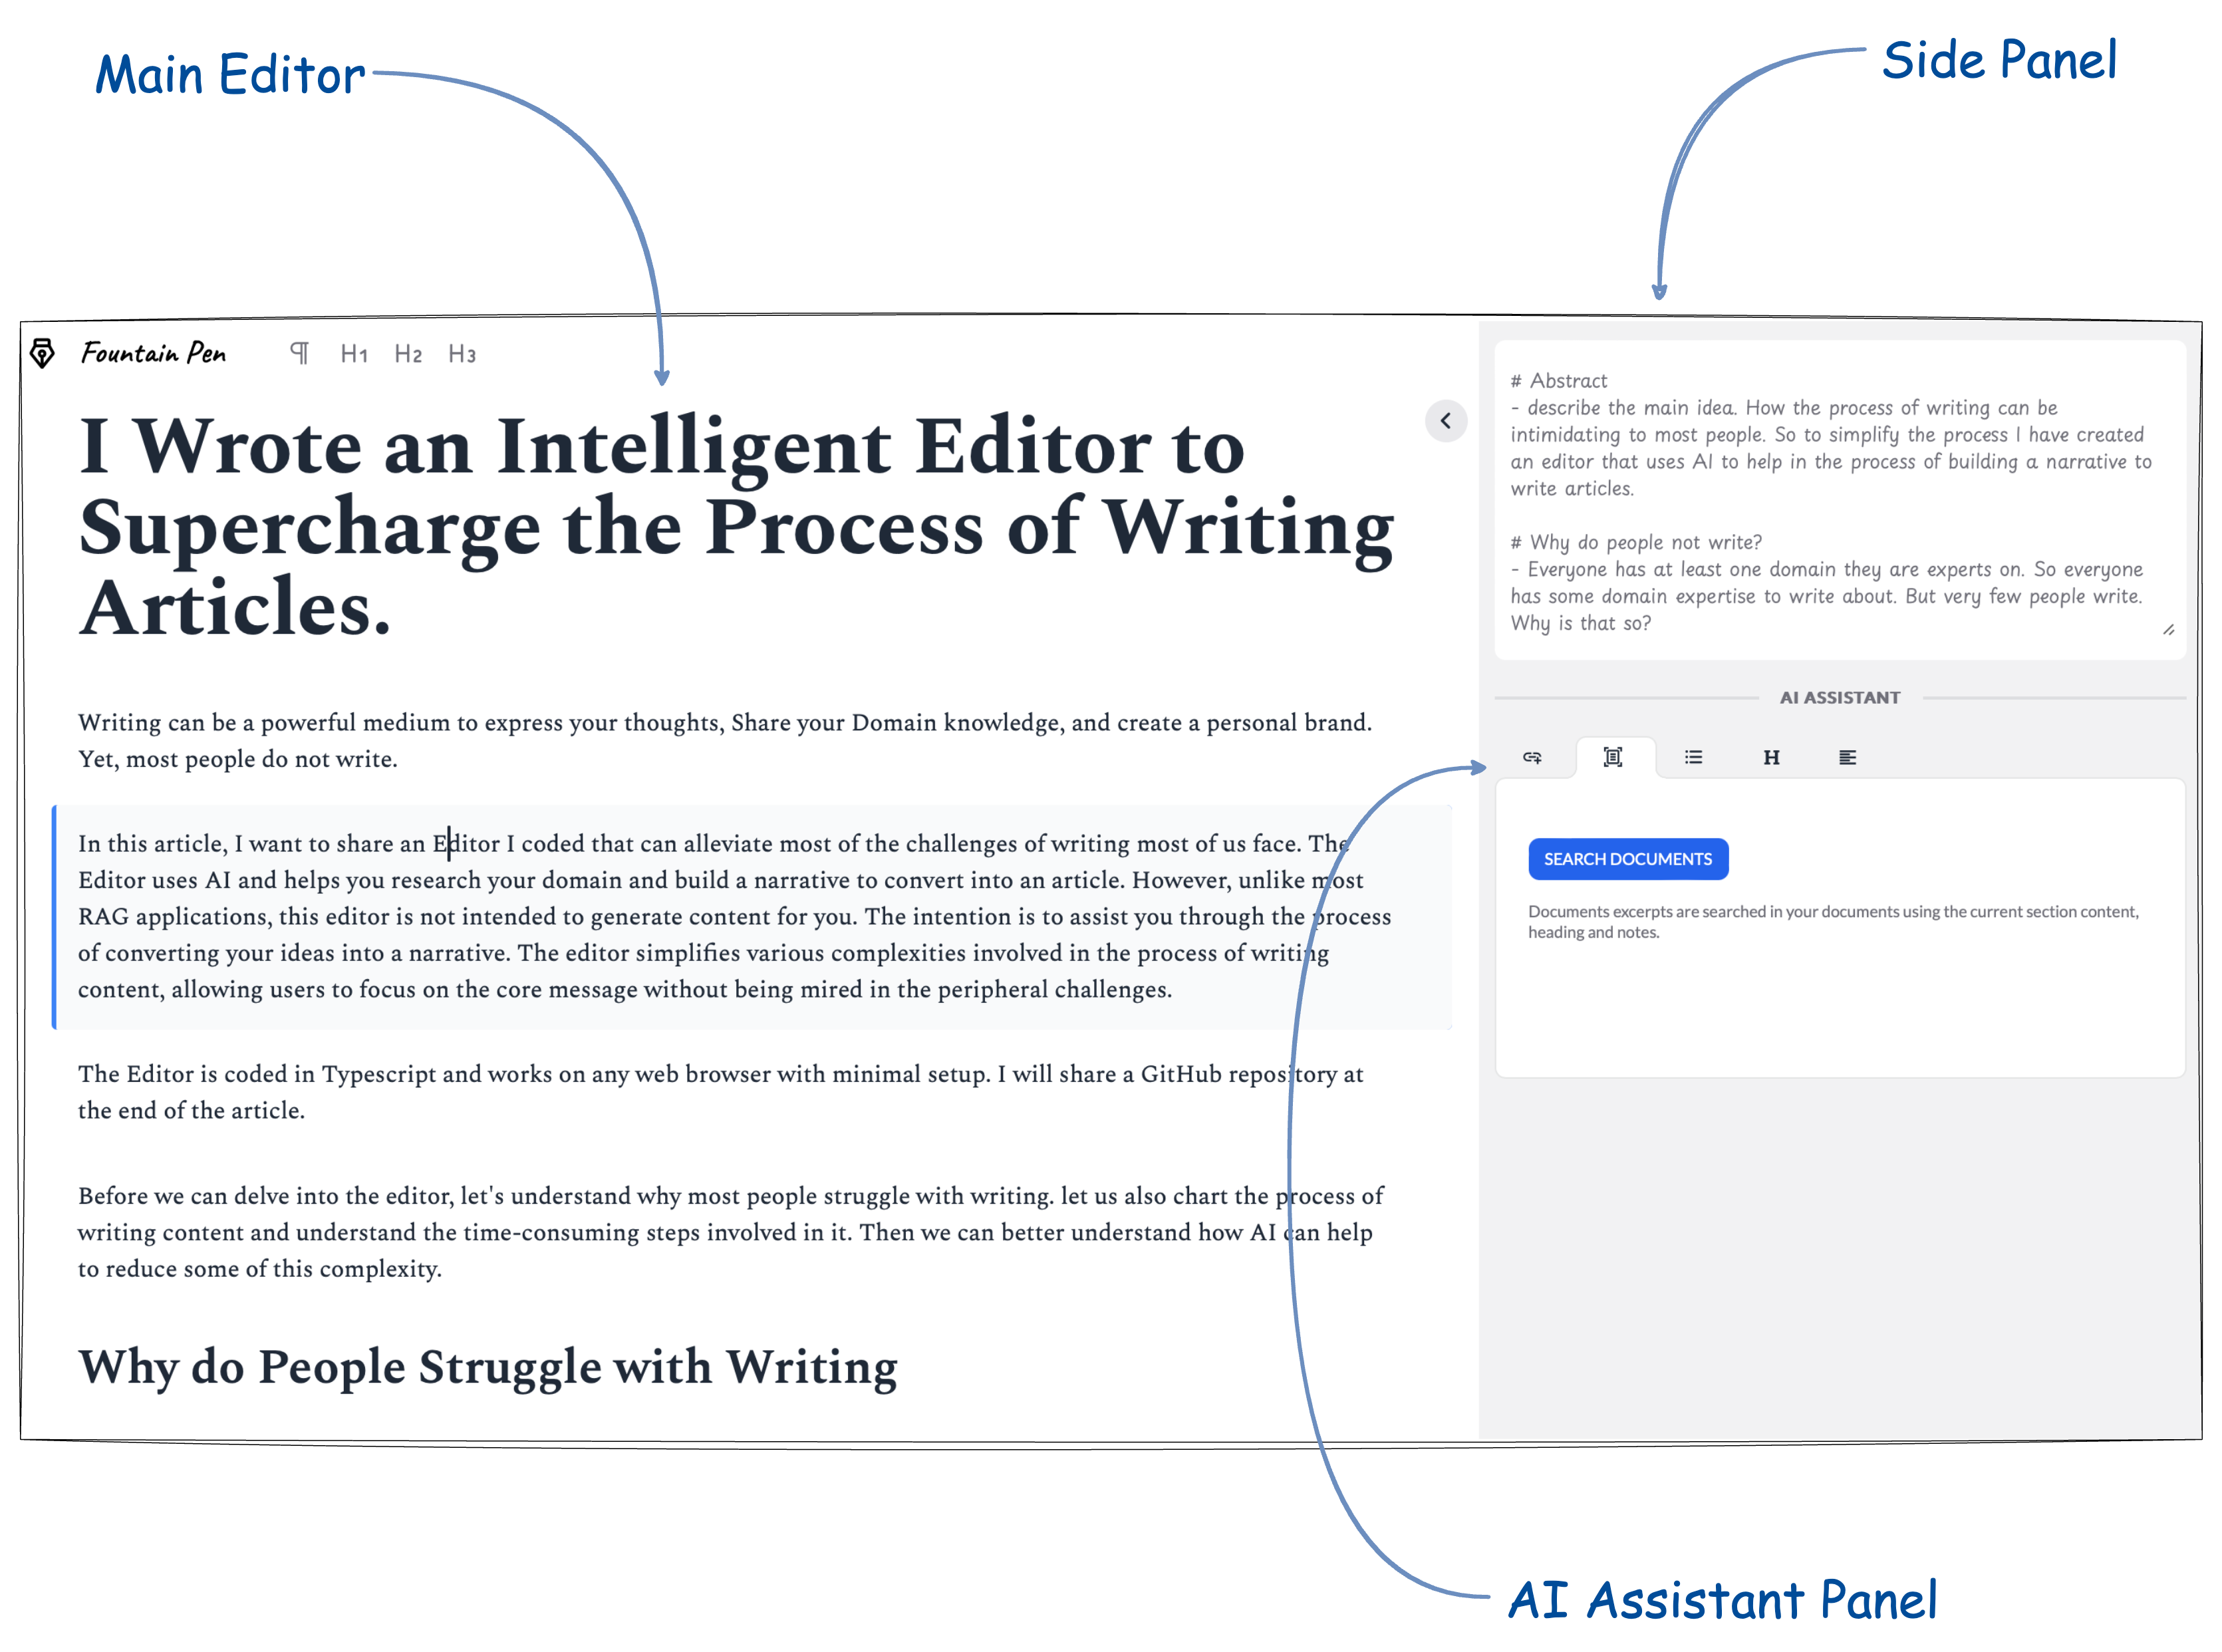 Main Editor
Side Panel
Fountain Pen
¶ H1 H2 H3
I Wrote an Intelligent Editor to
Supercharge the Process of Writing
Articles.
Writing can be a powerful medium to express your thoughts, Share your Domain knowledge, and create a personal brand.
Yet, most people do not write.
In this article, I want to share an Editor I coded that can alleviate most of the challenges of writing most of us face. The
Editor uses AI and helps you research your domain and build a narrative to convert into an article. However, unlike most
RAG applications, this editor is not intended to generate content for you. The intention is to assist you through the process
of converting your ideas into a narrative. The editor simplifies various complexities involved in the process of writing
content, allowing users to focus on the core message without being mired in the peripheral challenges.
The Editor is coded in Typescript and works on any web browser with minimal setup. I will share a GitHub repository at
the end of the article.
Before we can delve into the editor, let's understand why most people struggle with writing. let us also chart the process of
writing content and understand the time-consuming steps involved in it. Then we can better understand how AI can help
to reduce some of this complexity.
Why do People Struggle with Writing
# Abstract
- describe the main idea. How the process of writing can be
intimidating to most people. So to simplify the process I have created
an editor that uses AI to help in the process of building a narrative to
write articles.
# Why do people not write?
- Everyone has at least one domain they are experts on. So everyone
has some domain expertise to write about. But very few people write.
Why is that so?
AI ASSISTANT
H
SEARCH DOCUMENTS
Documents excerpts are searched in your documents using the current section content,
heading and notes.
AI Assistant Panel